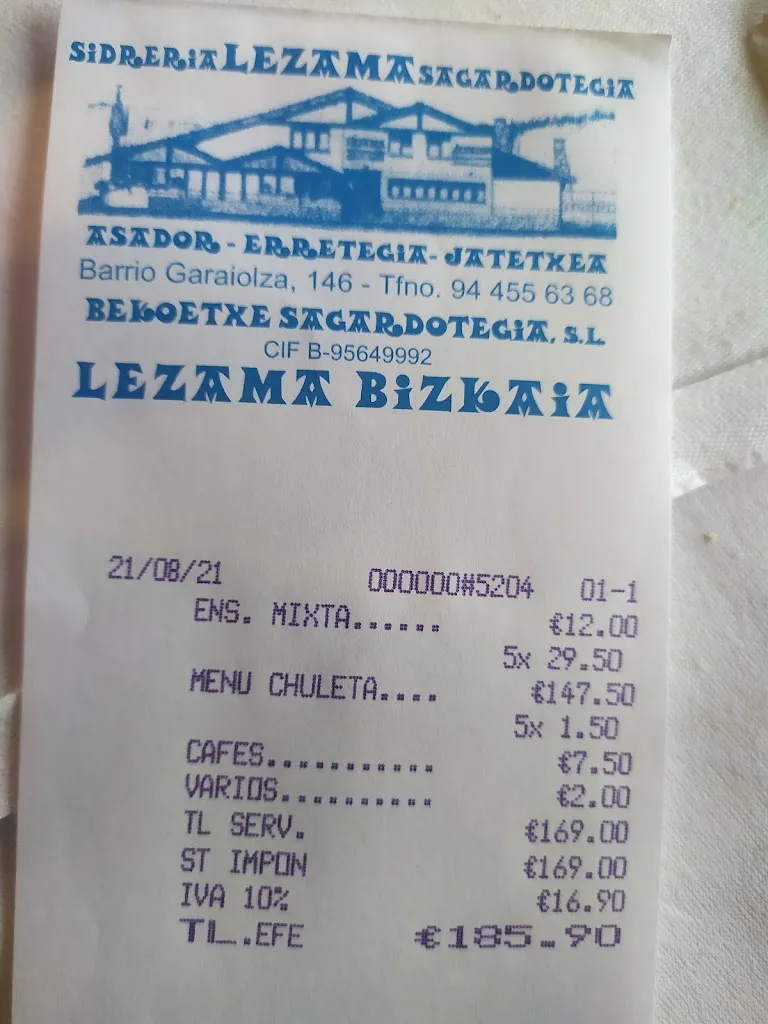 SIDRERIA LEZAMA SAGARDOTEGIA
ASADOR - ERRETEGIA - JATETXEA
Barrio Garaiolza, 146 - Tfno. 94 455 63 68
BEKOETXE SAGARDOTEGIA, S.L.
CIF B-95649992
LEZAMA BIZKAIA
21/08/21 000000#5204 01-1
ENS. MIXTA...... €12.00
5x 29.50
MENU CHULETA.... €147.50
5x 1.50
CAFES........... €7.50
VARIOS.......... €2.00
TL SERV. €169.00
ST IMPON €169.00
IVA 10% €16.90
TL.EFE €185.90